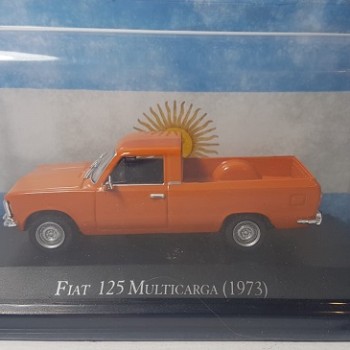 Fiat 125 Multicarga (1973)